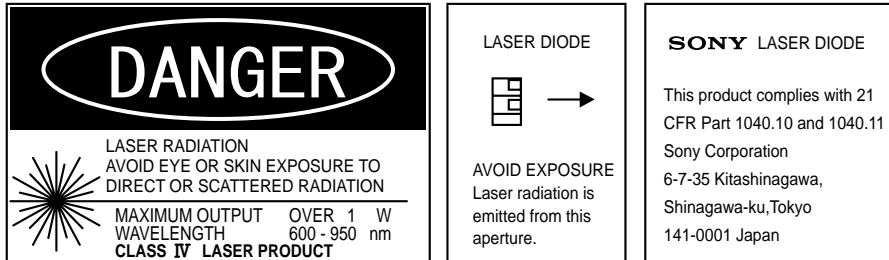 DANGER
LASER RADIATION
AVOID EYE OR SKIN EXPOSURE TO
DIRECT OR SCATTERED RADIATION
MAXIMUM OUTPUT OVER 1 W
WAVELENGTH 600 - 950 nm
CLASS Ⅳ LASER PRODUCT
LASER DIODE
AVOID EXPOSURE
Laser radiation is
emitted from this
aperture.
SONY LASER DIODE
This product complies with 21
CFR Part 1040.10 and 1040.11
Sony Corporation
6-7-35 Kitashinagawa,
Shinagawa-ku,Tokyo
141-0001 Japan